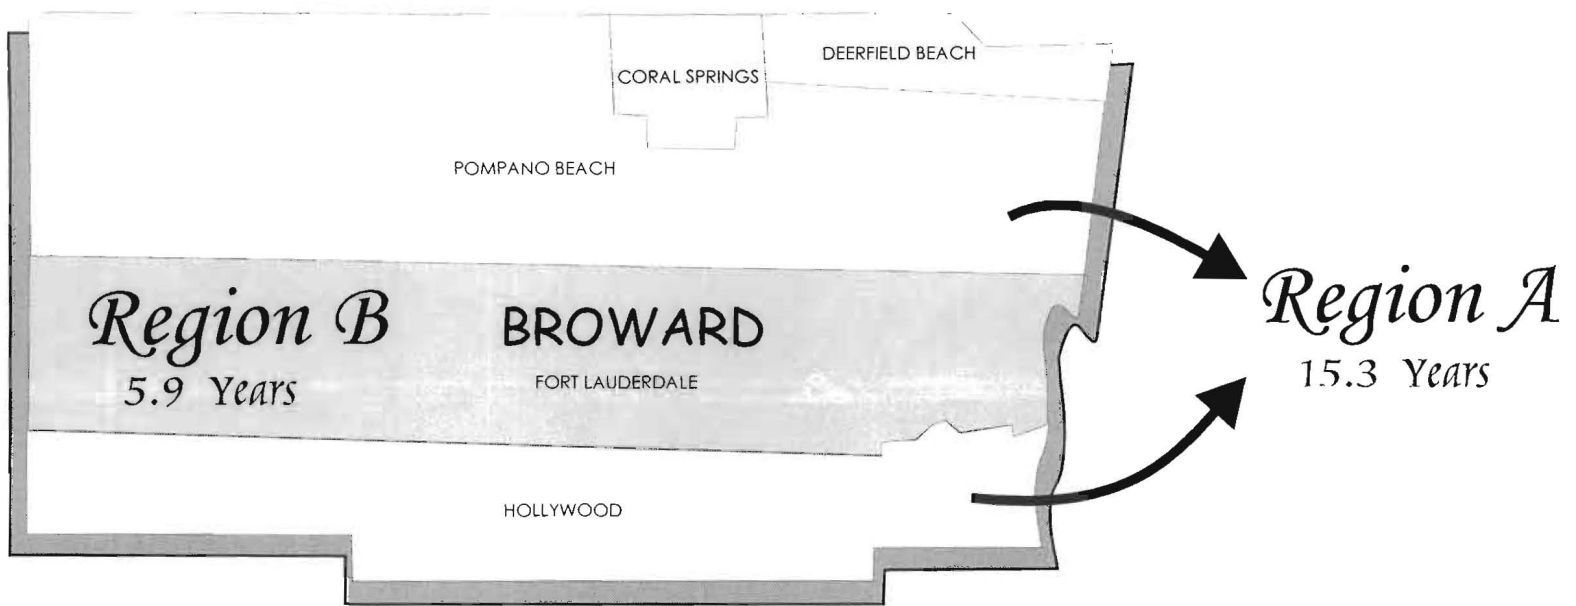 DEERFIELD BEACH
CORAL SPRINGS
POMPANO BEACH
Region B
5.9 Years
BROWARD
FORT LAUDERDALE
Region A
15.3 Years
HOLLYWOOD